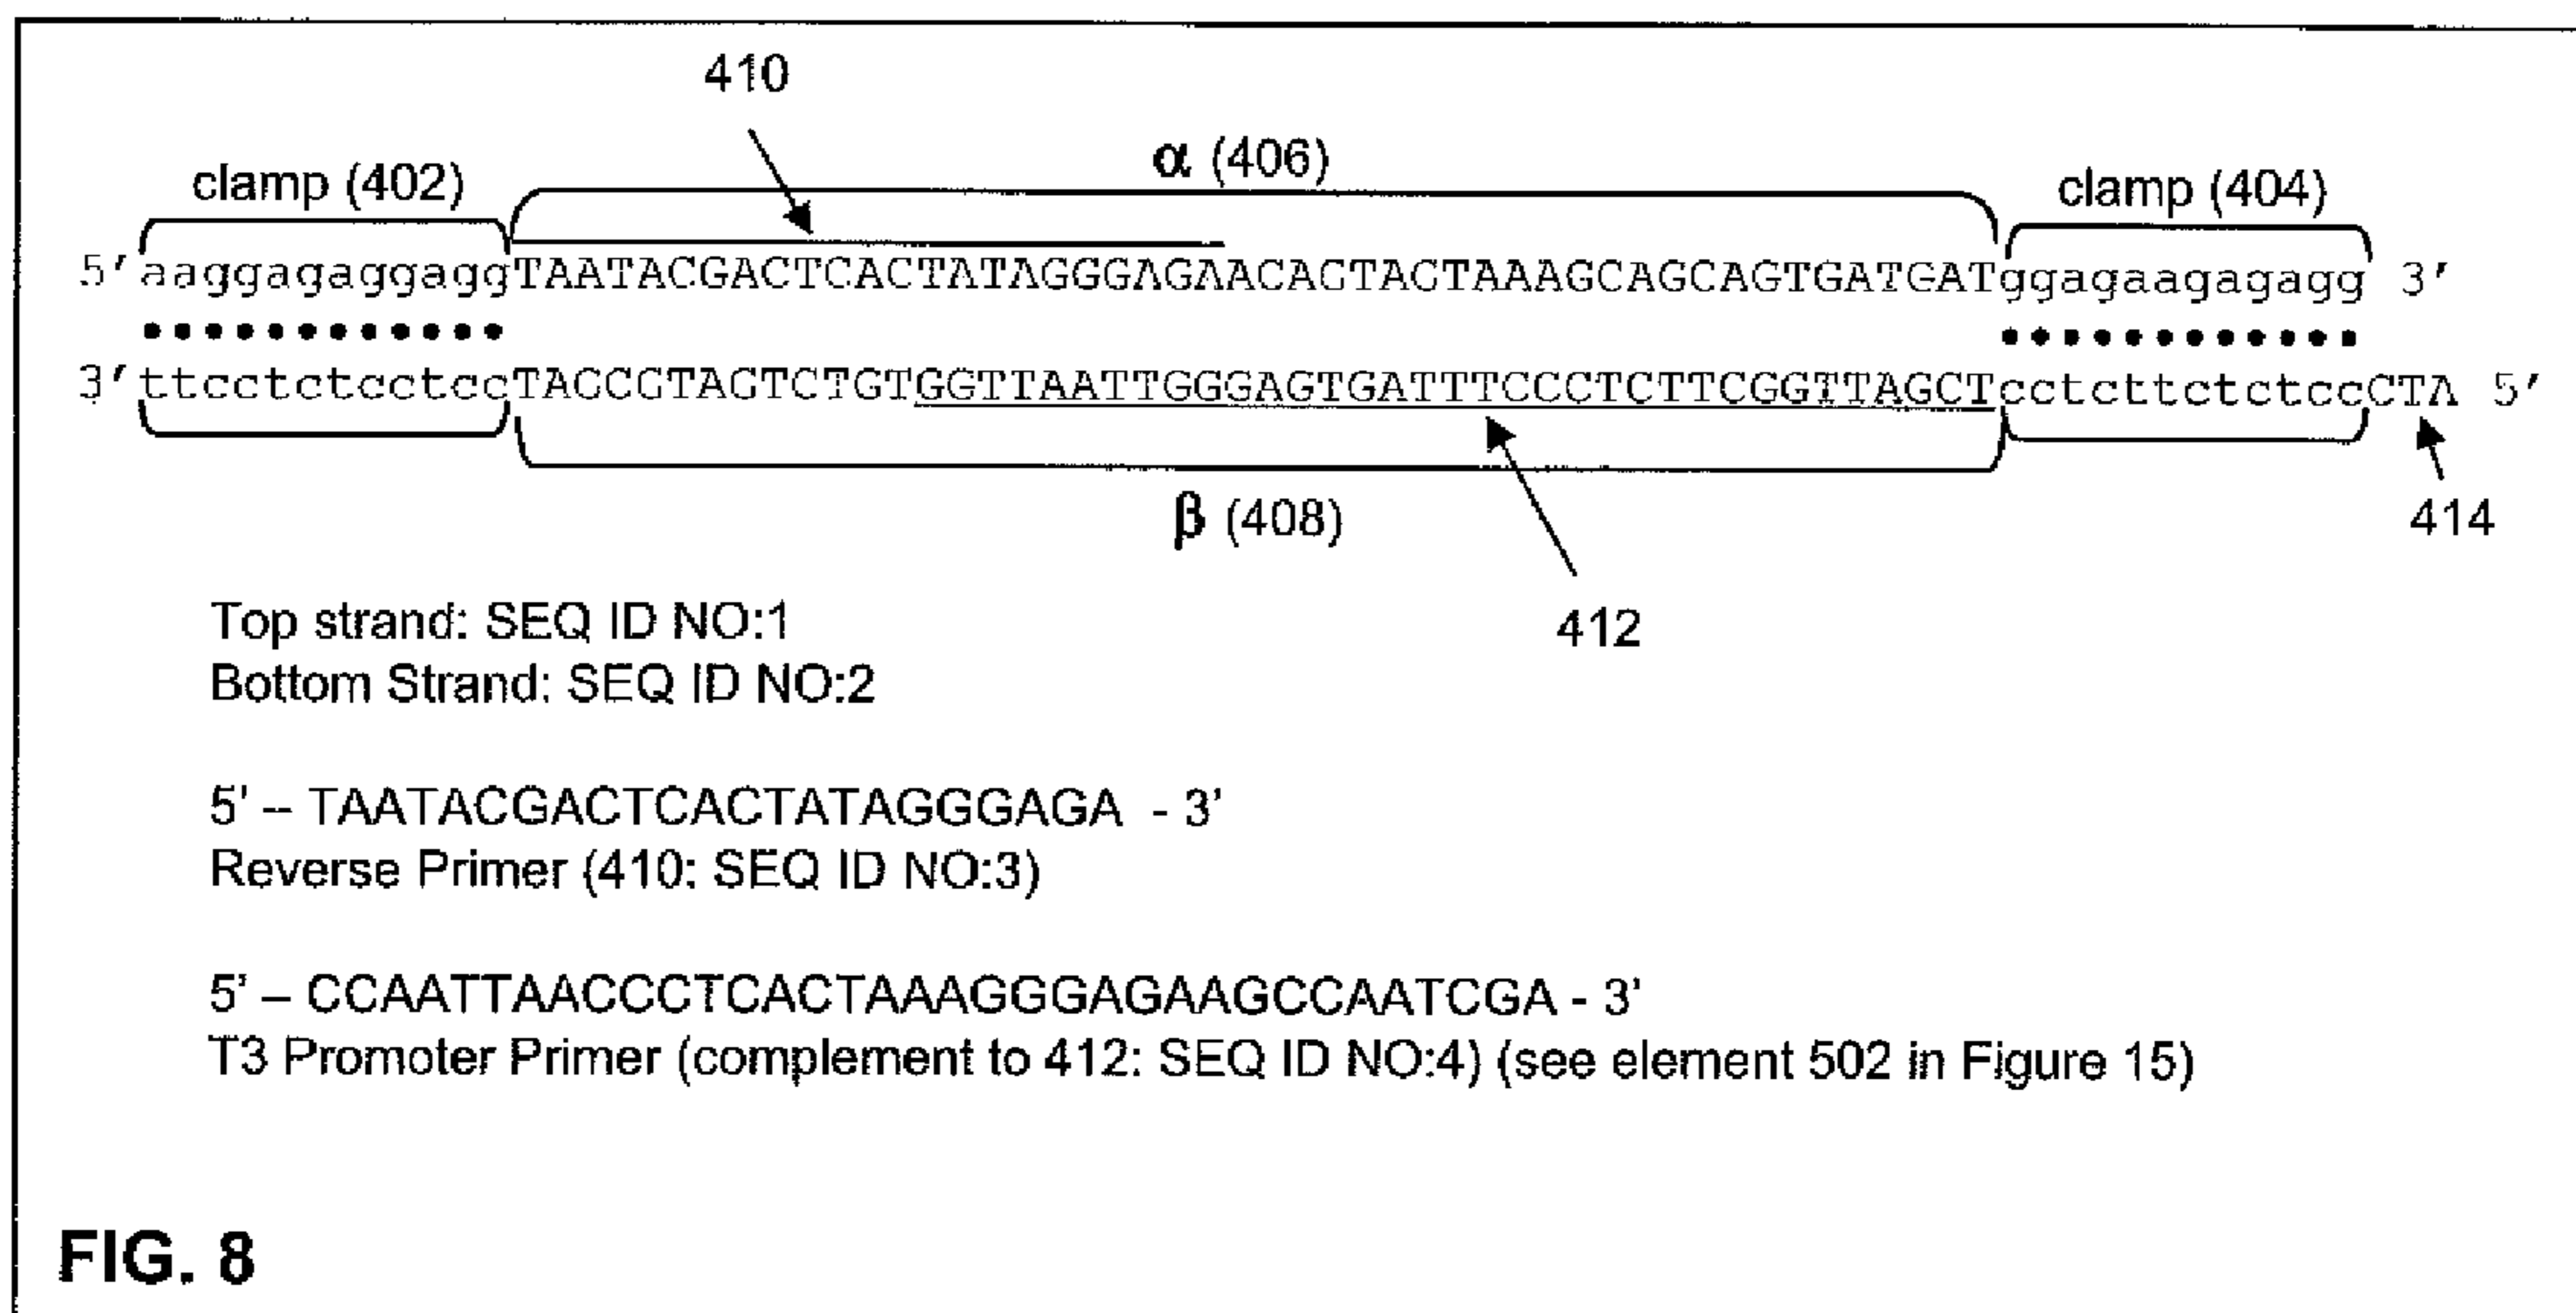 410
α (406)
clamp (402)
clamp (404)
5'aaggagaggaggTAATACGACTCACTATAGGGAGAACACTACTAAAGCAGCAGTGATGATggagaagagagg 3'
3'ttcctctcctccTACCGTAGTCTGTGGTTAATTGGGAGTGATTTCCCTCTTCGGTTAGCTcctcttctctccCTA 5'
β (408)
414
412
Top strand: SEQ ID NO:1
Bottom Strand: SEQ ID NO:2
5' – TAATACGACTCACTATAGGGAGA - 3'
Reverse Primer (410: SEQ ID NO:3)
5' – CCAATTAACCCTCACTAAAGGGAGAAGCCAATCGA - 3'
T3 Promoter Primer (complement to 412: SEQ ID NO:4) (see element 502 in Figure 15)
FIG. 8